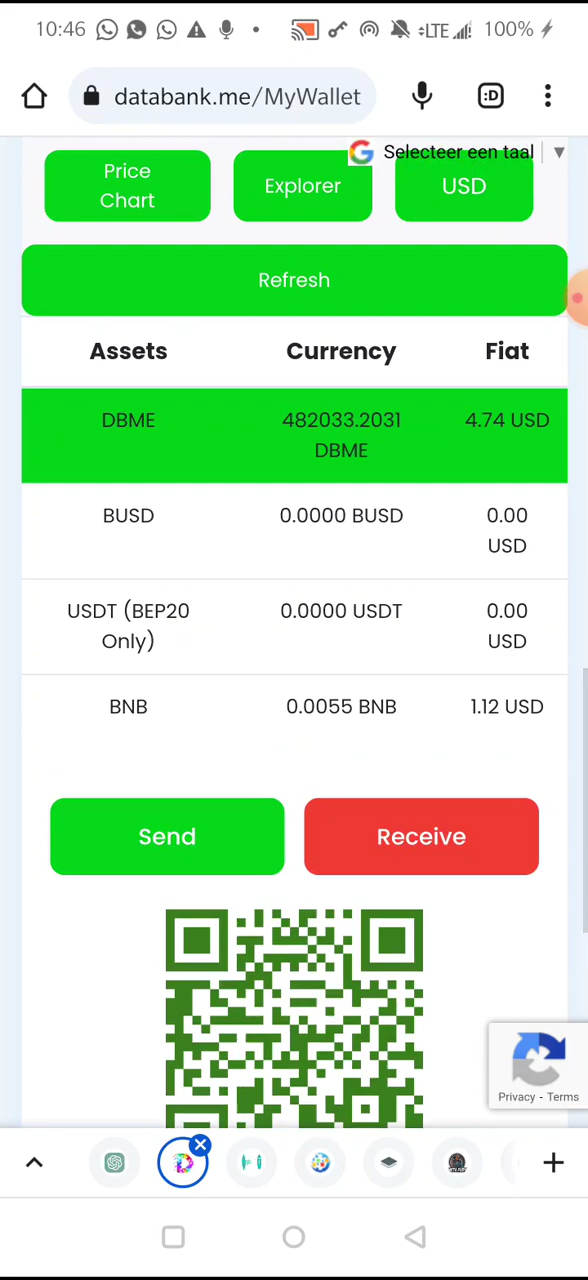 10:46 LTE 100%
databank.me/MyWallet :D
Selecteer een taal ▼
Price
Chart
Explorer
USD
Refresh
Assets Currency Fiat
DBME 482033.2031 4.74 USD
DBME
BUSD 0.0000 BUSD 0.00
USD
USDT (BEP20 0.0000 USDT 0.00
Only) USD
BNB 0.0055 BNB 1.12 USD
Send Receive
Privacy - Terms